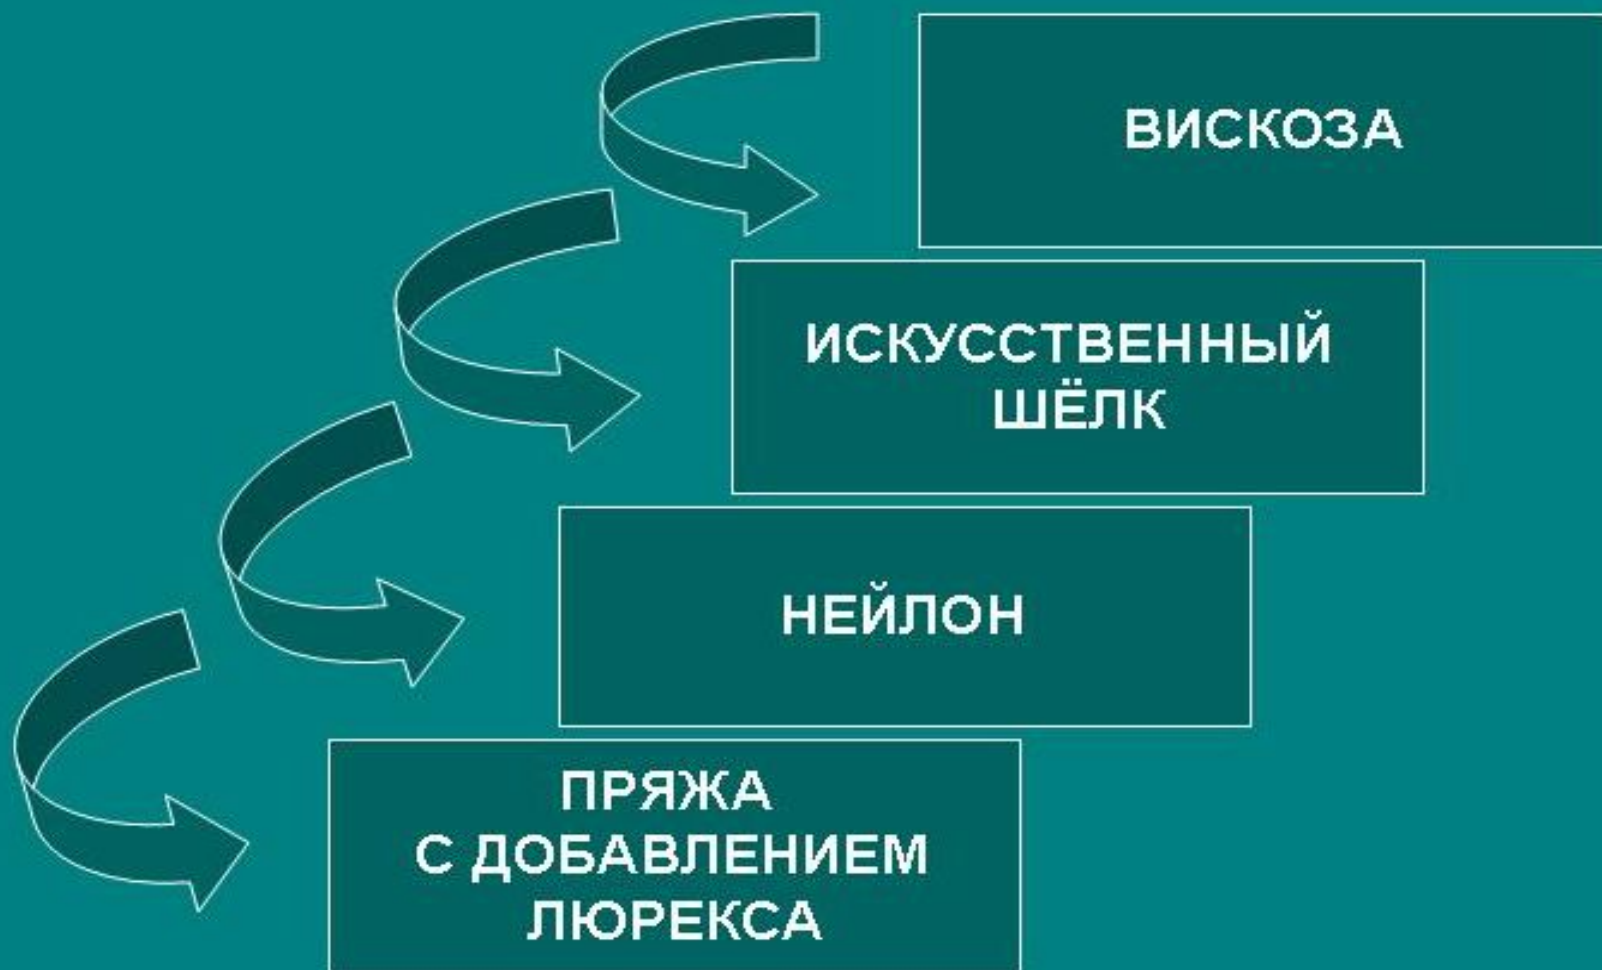 ВИСКОЗА
ИСКУССТВЕННЫЙ
ШЁЛК
НЕЙЛОН
ПРЯЖА
С ДОБАВЛЕНИЕМ
ЛЮРЕКСА